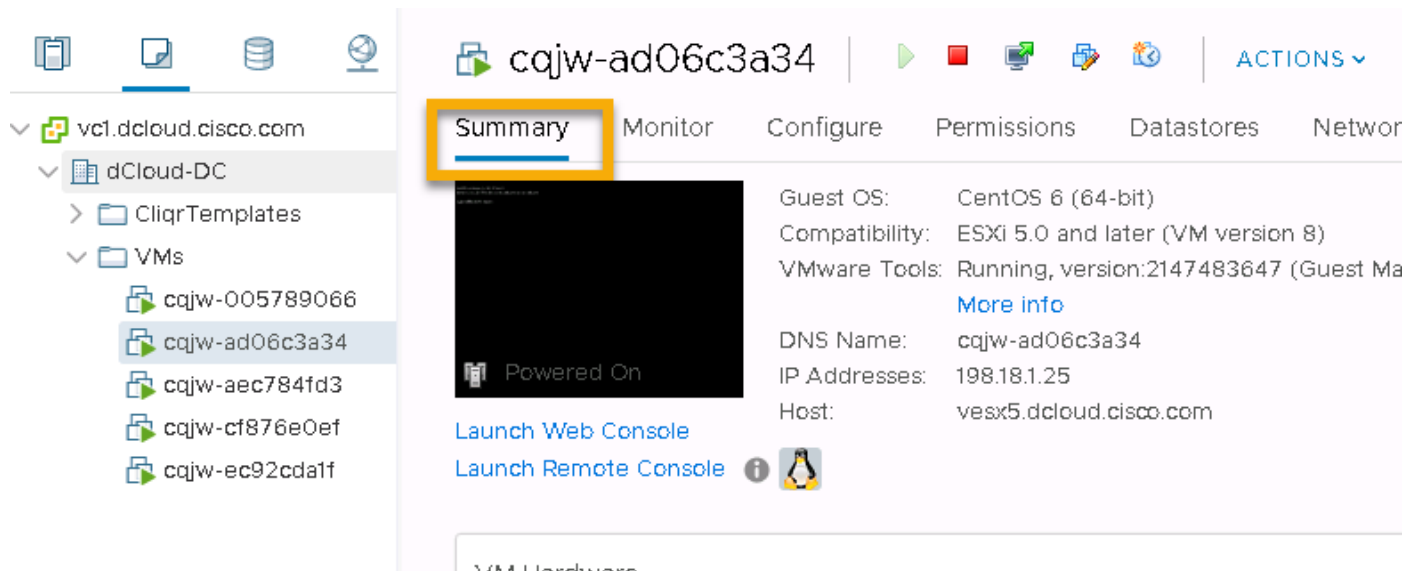 cqjw-ad06c3a34
ACTIONS
Summary Monitor Configure Permissions Datastores Networ
vc1.dcloud.cisco.com
dCloud-DC
CliqrTemplates
VMs
cqjw-005789066
cqjw-ad06c3a34
cqjw-aec784fd3
cqjw-cf876e0ef
cqjw-ec92cda1f
Powered On
Launch Web Console
Launch Remote Console
Guest OS: CentOS 6 (64-bit)
Compatibility: ESXi 5.0 and later (VM version 8)
VMware Tools: Running, version:2147483647 (Guest Ma
More info
DNS Name: cqjw-ad06c3a34
IP Addresses: 198.18.1.25
Host: vesx5.dcloud.cisco.com
VM Hardware